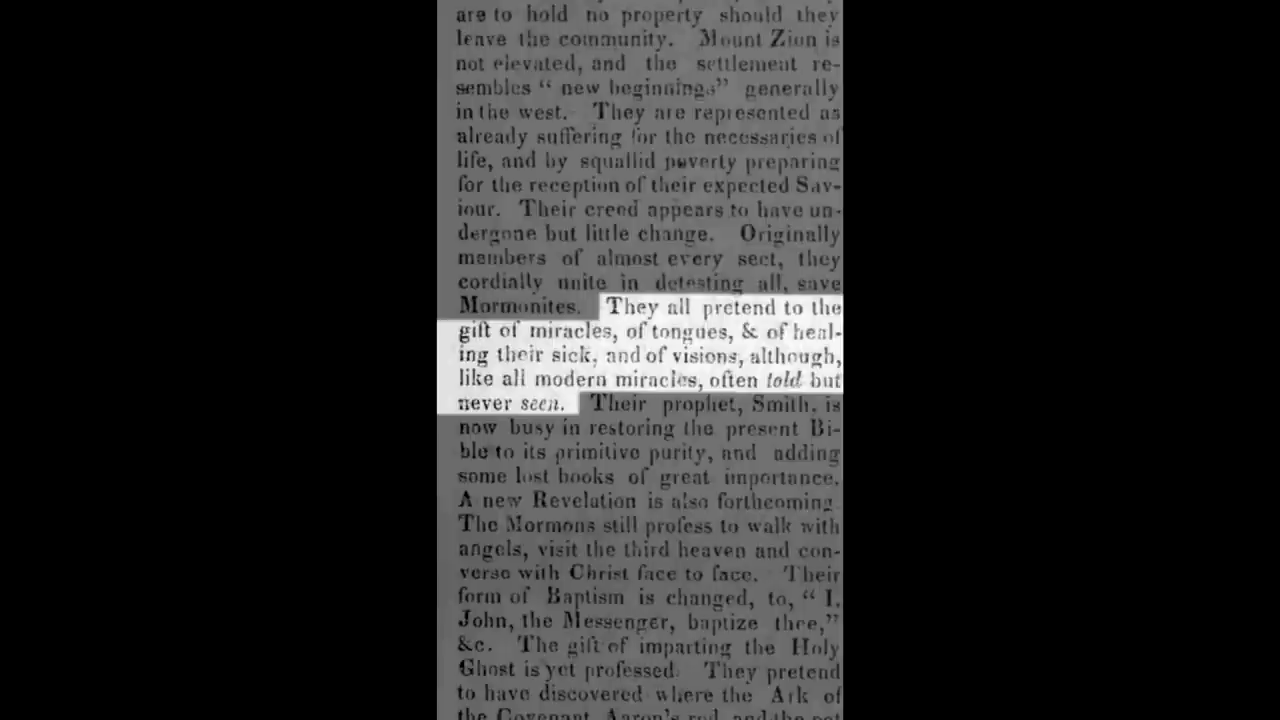 are to hold no property should they
leave the community. Mount Zion is
not elevated, and the settlement re-
sembles "new beginnings" generally
in the west. They are represented as
already suffering for the necessaries of
life, and by squallid poverty preparing
for the reception of their expected Sav-
iour. Their creed appears to have un-
dergone but little change. Originally
members of almost every sect, they
cordially unite in detesting all, save
Mormonites. They all pretend to the
gift of miracles, of tongues, & of heal-
ing their sick, and of visions, although,
like all modern miracles, often told but
never seen. Their prophet, Smith, is
now busy in restoring the present Bi-
ble to its primitive purity, and adding
some lost books of great importance.
A new Revelation is also forthcoming.
The Mormons still profess to walk with
angels, visit the third heaven and con-
verse with Christ face to face. Their
form of Baptism is changed, to, "I,
John, the Messenger, baptize thee,"
&c. The gift of imparting the Holy
Ghost is yet professed. They pretend
to have discovered where the Ark of
the Covenant, Aaron's rod, and the pot